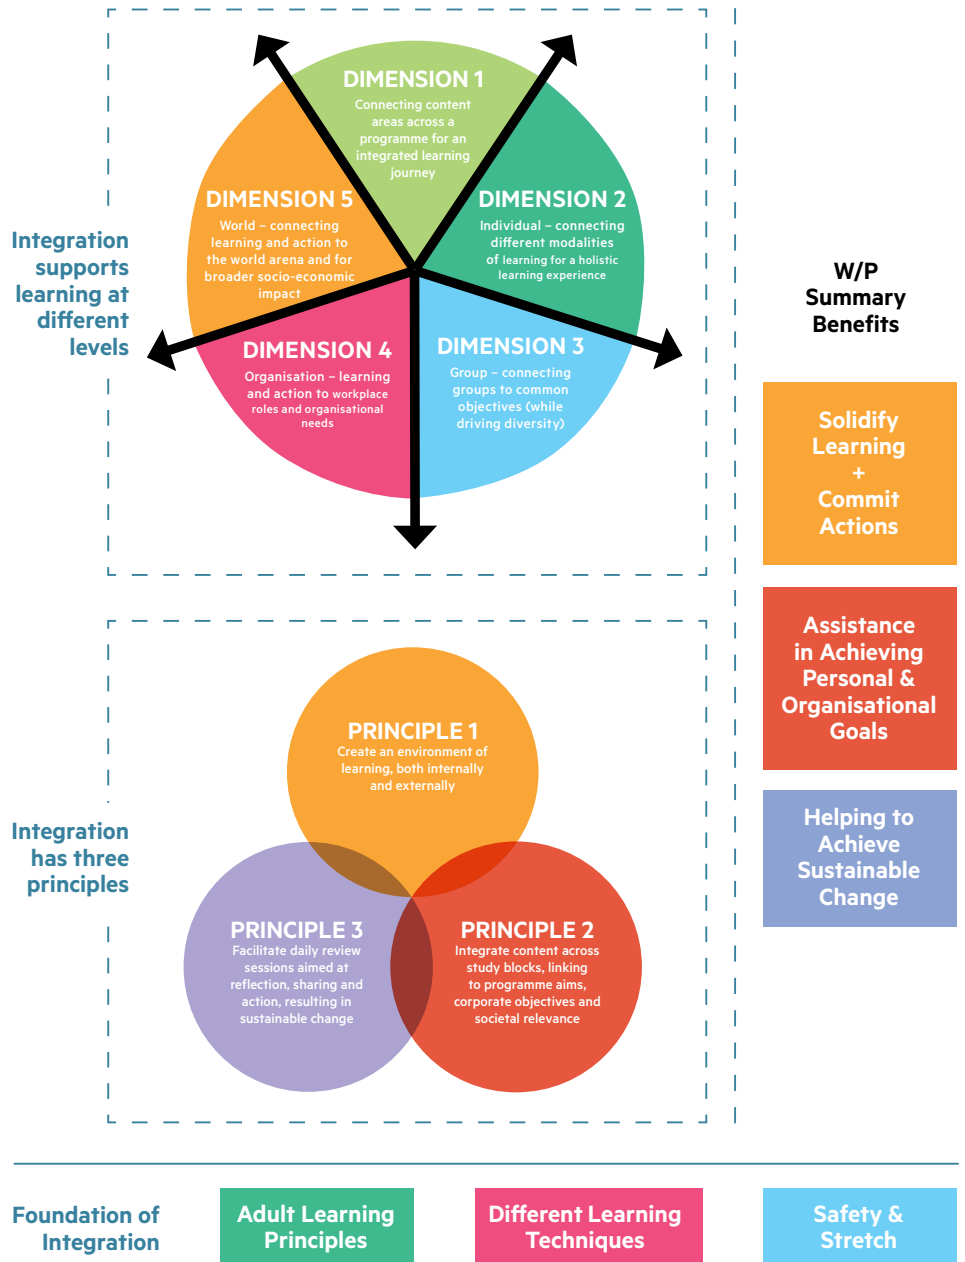 Integration
supports
learning at
different
levels
DIMENSION 1
Connecting content
areas across a
programme for an
integrated learning
journey
DIMENSION 2
Individual – connecting
different modalities
of learning for a holistic
learning experience
DIMENSION 3
Group – connecting
groups to common
objectives (while
driving diversity)
DIMENSION 4
Organisation – learning
and action to workplace
roles and organisational
needs
DIMENSION 5
World – connecting
learning and action to
the world arena and for
broader socio-economic
impact
W/P
Summary
Benefits
Solidify
Learning
+
Commit
Actions
Assistance
in Achieving
Personal &
Organisational
Goals
Helping to
Achieve
Sustainable
Change
Integration
has three
principles
PRINCIPLE 1
Create an environment of
learning, both internally
and externally
PRINCIPLE 2
Integrate content across
study blocks, linking
to programme aims,
corporate objectives and
societal relevance
PRINCIPLE 3
Facilitate daily review
sessions aimed at
reflection, sharing and
action, resulting in
sustainable change
Foundation of
Integration
Adult Learning
Principles
Different Learning
Techniques
Safety &
Stretch